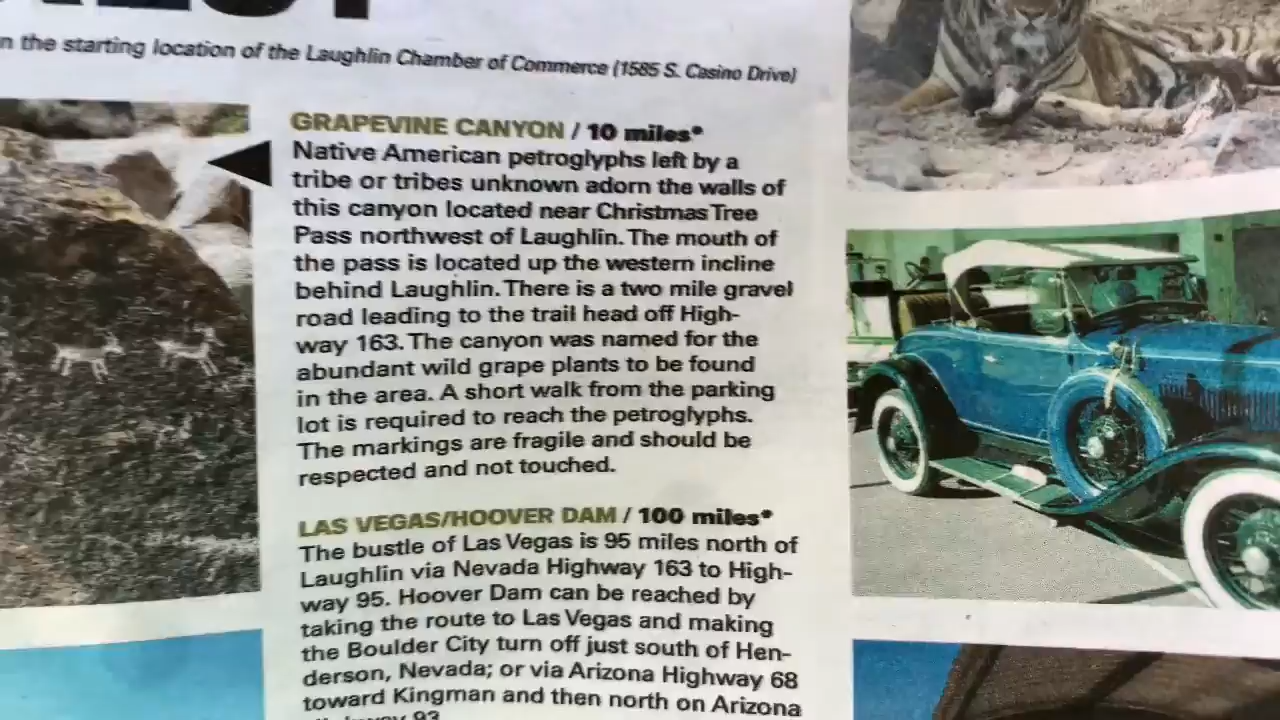 n the starting location of the Laughlin Chamber of Commerce (1585 S. Casino Drive)
GRAPEVINE CANYON / 10 miles*
Native American petroglyphs left by a
tribe or tribes unknown adorn the walls of
this canyon located near Christmas Tree
Pass northwest of Laughlin. The mouth of
the pass is located up the western incline
behind Laughlin. There is a two mile gravel
road leading to the trail head off High-
way 163. The canyon was named for the
abundant wild grape plants to be found
in the area. A short walk from the parking
lot is required to reach the petroglyphs.
The markings are fragile and should be
respected and not touched.
LAS VEGAS/HOOVER DAM / 100 miles*
The bustle of Las Vegas is 95 miles north of
Laughlin via Nevada Highway 163 to High-
way 95. Hoover Dam can be reached by
taking the route to Las Vegas and making
the Boulder City turn off just south of Hen-
derson, Nevada; or via Arizona Highway 68
toward Kingman and then north on Arizona
93